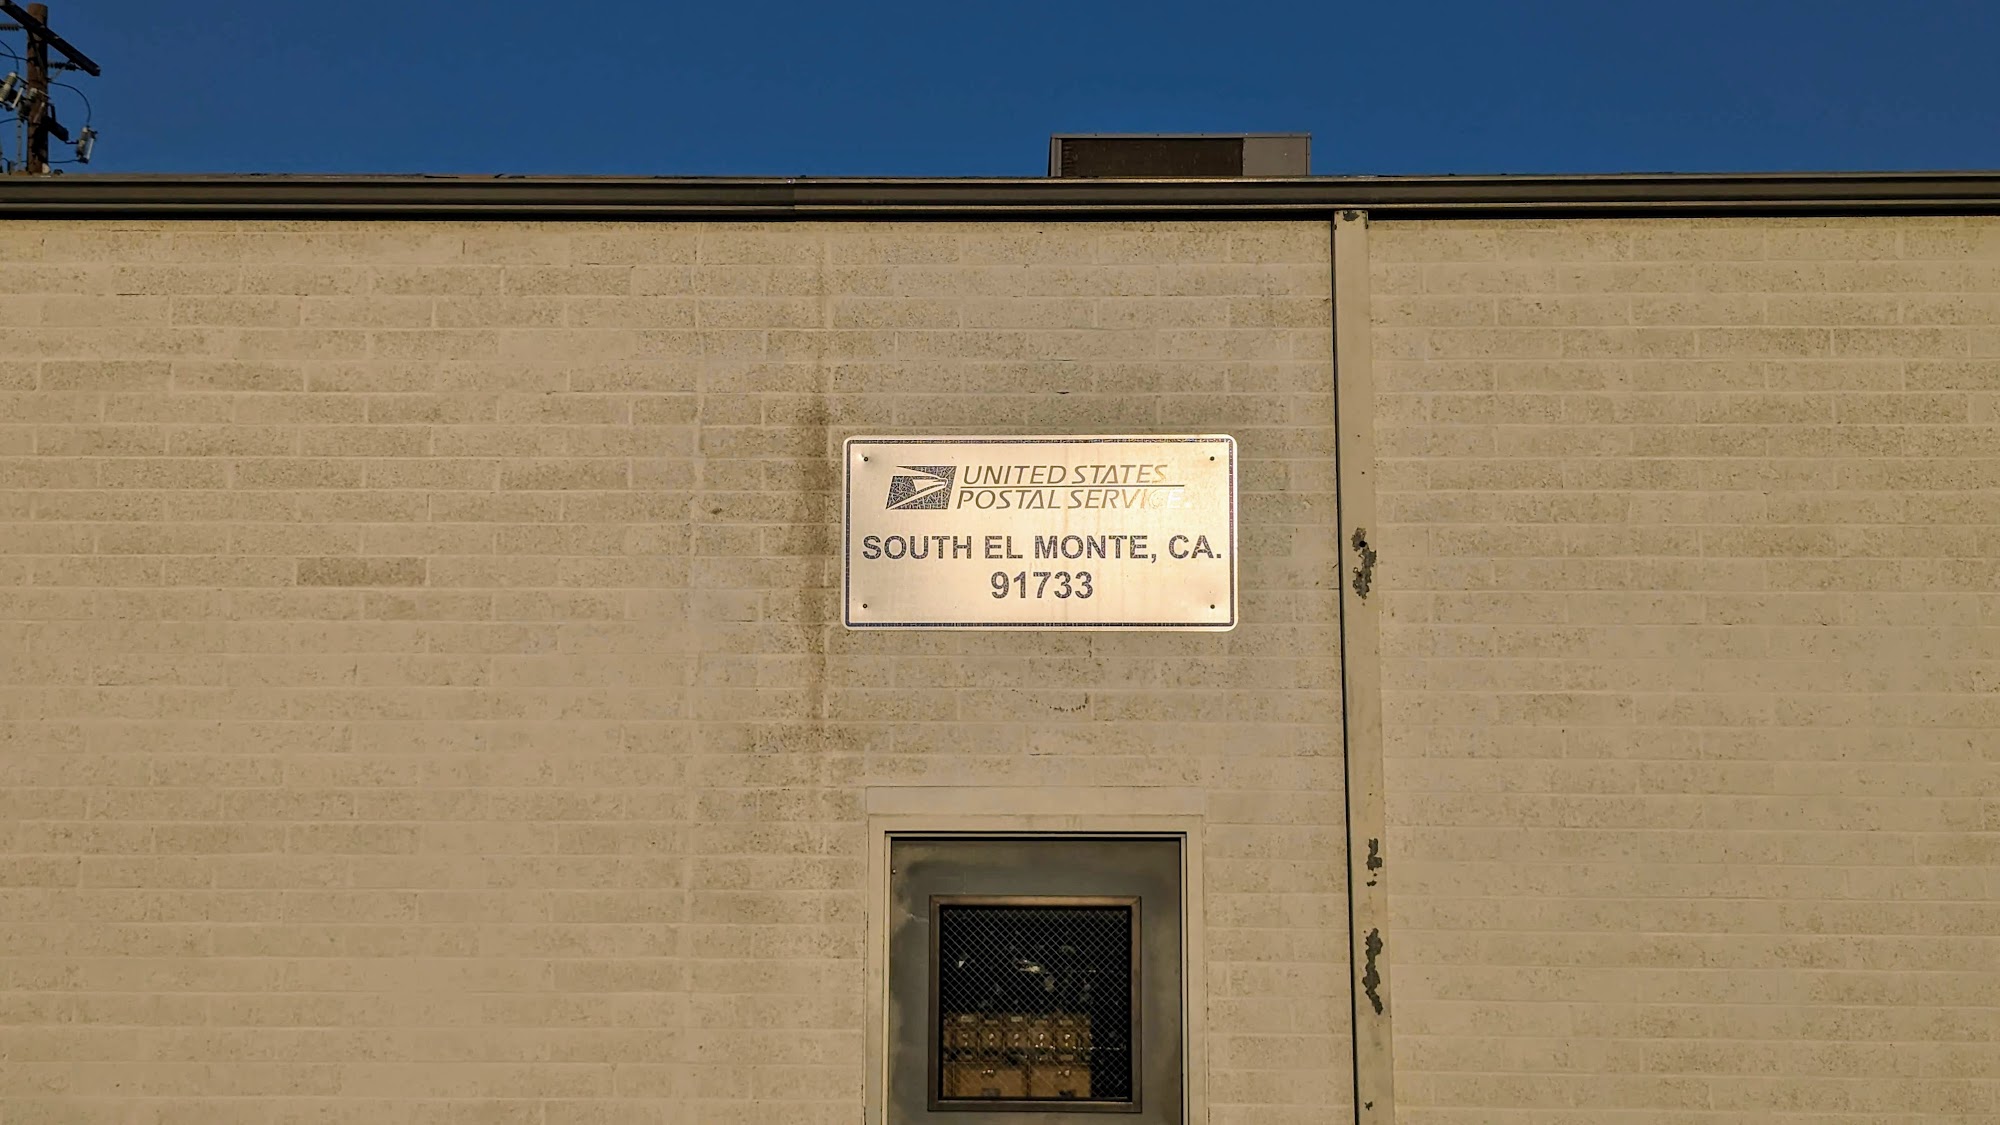 UNITED STATES
POSTAL SERVICE.
SOUTH EL MONTE, CA.
91733